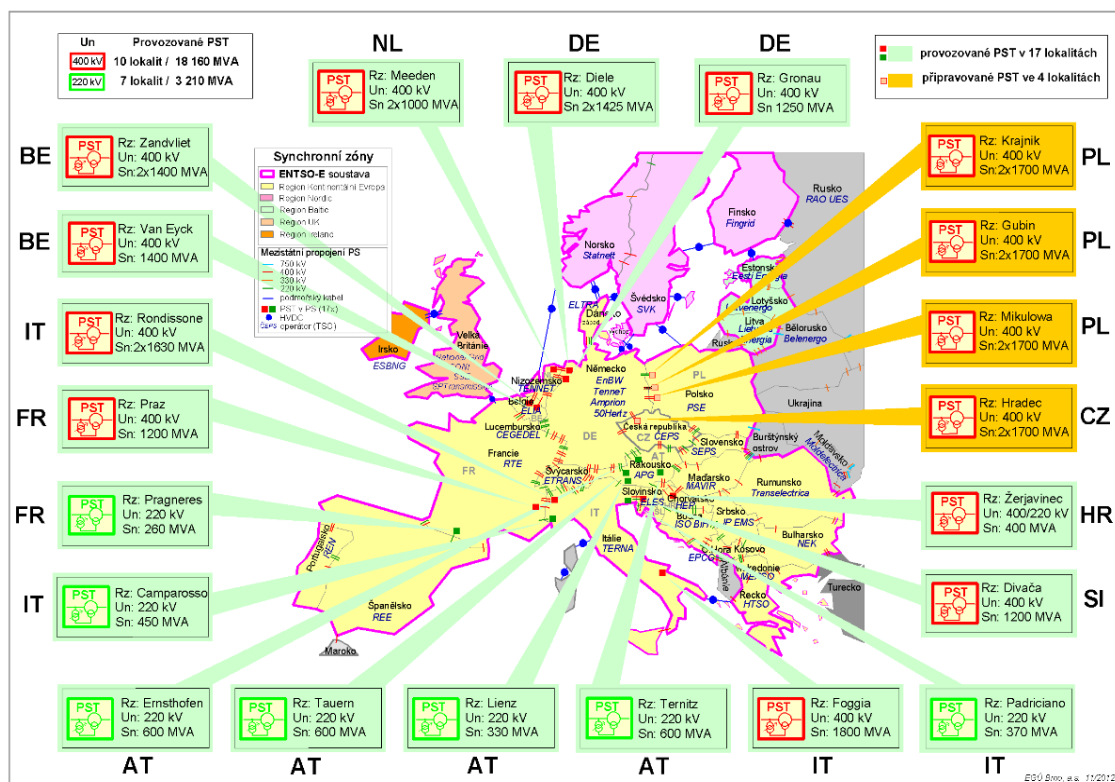 Un Provozované PST
400 kV 10 lokalit / 18 160 MVA
220 kV 7 lokalit / 3 210 MVA
NL
DE
DE
PST
Rz: Meeden
Un: 400 kV
Sn 2x1000 MVA
PST
Rz: Diele
Un: 400 kV
Sn 2x1425 MVA
PST
Rz: Gronau
Un: 400 kV
Sn 1250 MVA
provozované PST v 17 lokalitách
připravované PST ve 4 lokalitách
BE
PST
Rz: Zandvliet
Un: 400 kV
Sn:2x1400 MVA
BE
PST
Rz: Van Eyck
Un: 400 kV
Sn: 1400 MVA
IT
PST
Rz: Rondissone
Un: 400 kV
Sn:2x1630 MVA
FR
PST
Rz: Praz
Un: 400 kV
Sn: 1200 MVA
FR
PST
Rz: Pragneres
Un: 220 kV
Sn: 260 MVA
IT
PST
Rz: Camparosso
Un: 220 kV
Sn: 450 MVA
Synchronní zóny
ENTSO-E soustava
Region Kontinentální Evropa
Region Nordic
Region Baltic
Region UK
Region Irelanc
Mezistátní propojení PS
750 kV
400 kV
330 kV
220 kV
podmořský kabel
PST v PS (17x)
HVDC
ČEPS operátor (TSO)
Rusko
RAO UES
Finsko
Fingrid
Norsko
Statnett
Švédsko
SVK
Estonsk
Eesti Energia
Lotyšsko
Litva
Bělorusko
Belenergo
ELTRA
Dánsko
Irsko
ESBNG
Velká
Británie
Nizozemsko
TENNET
Belgie
ELIA
Lucembursko
CEGEDEL
Německo
EnBW
TenneT
Amprion
50Hertz
DE
PL
Polsko
PSE
Ukrajina
Česká republika
CZ
ČEPS
Slovensko
SEPS
Burštýnský
ostrov
Moldavsko
Moldelectrica
Francie
RTE
FR
Švýcarsko
ETRANS
AT
Rakousko
APG
Maďarsko
MAVIR
Rumunsko
Transelectrica
Slovinsko
ELES
Chorvatsko
HEP
Srbsko
EMS
Bulharsko
NEK
IT
Itálie
TERNA
EPCG
Albánie
Řecko
HTSO
Turecko
Portugalsko
REN
Španělsko
REE
Maroko
PST
Rz: Krajnik
Un: 400 kV
Sn:2x1700 MVA
PL
PST
Rz: Gubin
Un: 400 kV
Sn:2x1700 MVA
PL
PST
Rz: Mikulowa
Un: 400 kV
Sn:2x1700 MVA
PL
PST
Rz: Hradec
Un: 400 kV
Sn:2x1700 MVA
CZ
PST
Rz: Žerjavinec
Un: 400/220 kV
Sn: 400 MVA
HR
PST
Rz: Divača
Un: 400 kV
Sn: 1200 MVA
SI
PST
Rz: Ernsthofen
Un: 220 kV
Sn: 600 MVA
AT
PST
Rz: Tauern
Un: 220 kV
Sn: 600 MVA
AT
PST
Rz: Lienz
Un: 220 kV
Sn: 330 MVA
AT
PST
Rz: Ternitz
Un: 220 kV
Sn: 600 MVA
AT
PST
Rz: Foggia
Un: 400 kV
Sn: 1800 MVA
IT
PST
Rz: Padriciano
Un: 220 kV
Sn: 370 MVA
IT
EGÚ Brno, a.s. 11/2012